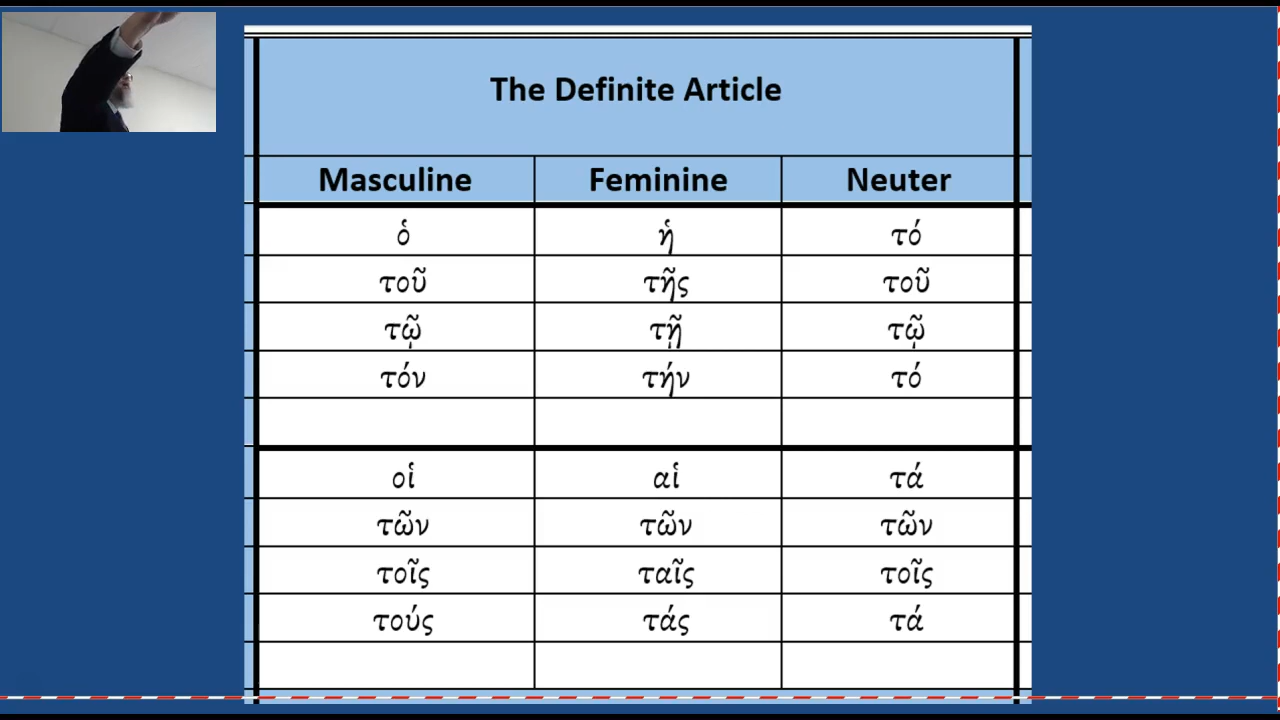 The Definite Article
Masculine Feminine Neuter
ὁ ἡ τό
τοῦ τῆς τοῦ
τῷ τῇ τῷ
τόν τήν τό
οἱ αἱ τά
τῶν τῶν τῶν
τοῖς ταῖς τοῖς
τούς τάς τά